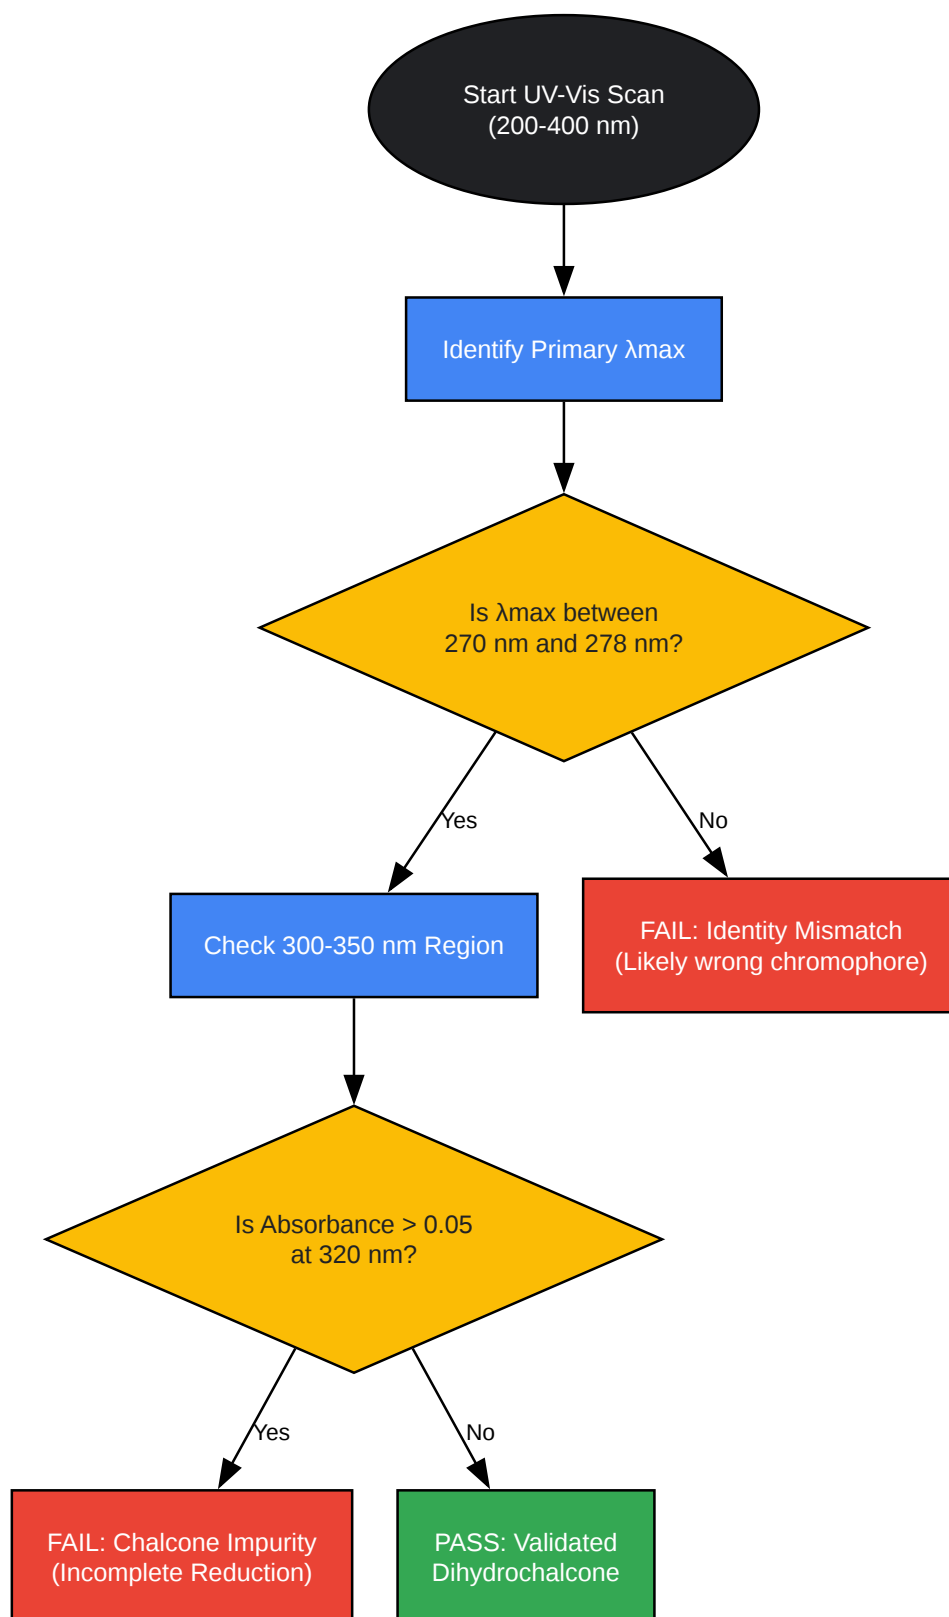 Start UV-Vis Scan
(200-400 nm)
Identify Primary λmax
Is λmax between
270 nm and 278 nm?
Yes
No
Check 300-350 nm Region
FAIL: Identity Mismatch
(Likely wrong chromophore)
Is Absorbance > 0.05
at 320 nm?
Yes
No
FAIL: Chalcone Impurity
(Incomplete Reduction)
PASS: Validated
Dihydrochalcone